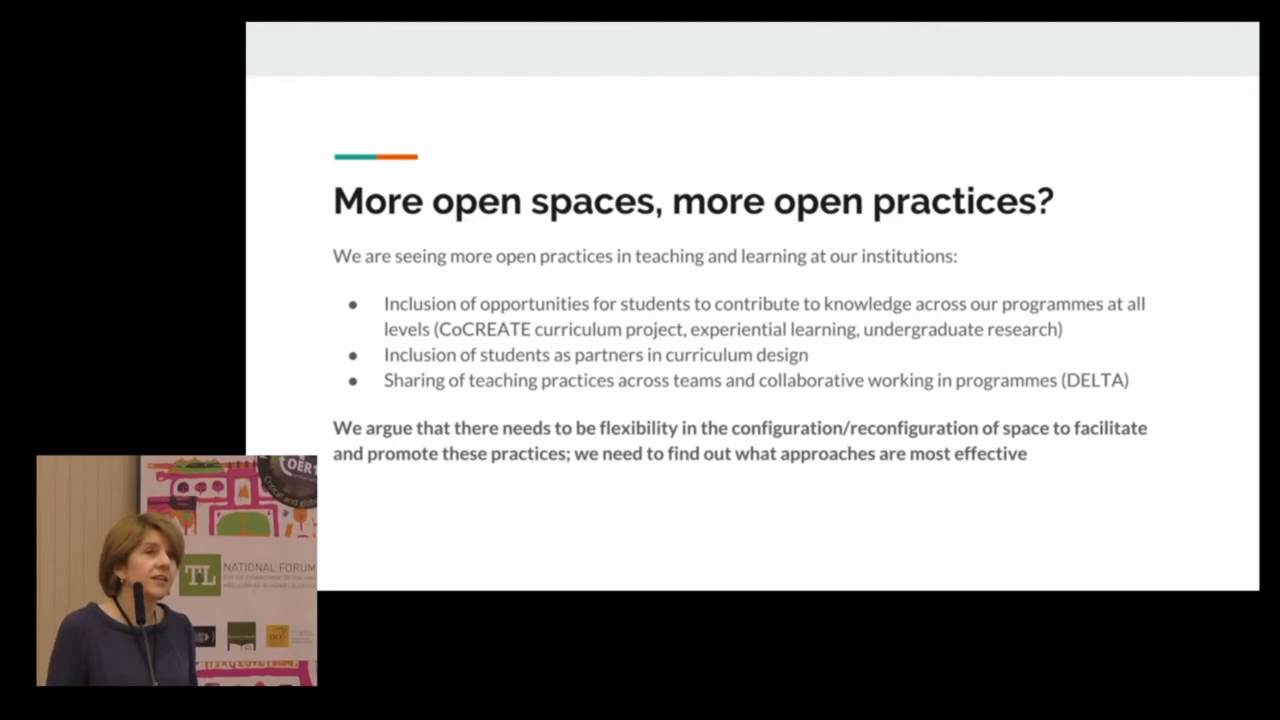 More open spaces, more open practices?
We are seeing more open practices in teaching and learning at our institutions:
● Inclusion of opportunities for students to contribute to knowledge across our programmes at all
levels (CoCREATE curriculum project, experiential learning, undergraduate research)
● Inclusion of students as partners in curriculum design
● Sharing of teaching practices across teams and collaborative working in programmes (DELTA)
We argue that there needs to be flexibility in the configuration/reconfiguration of space to facilitate
and promote these practices; we need to find out what approaches are most effective
OER1
TL
NATIONAL FORUM
DCU